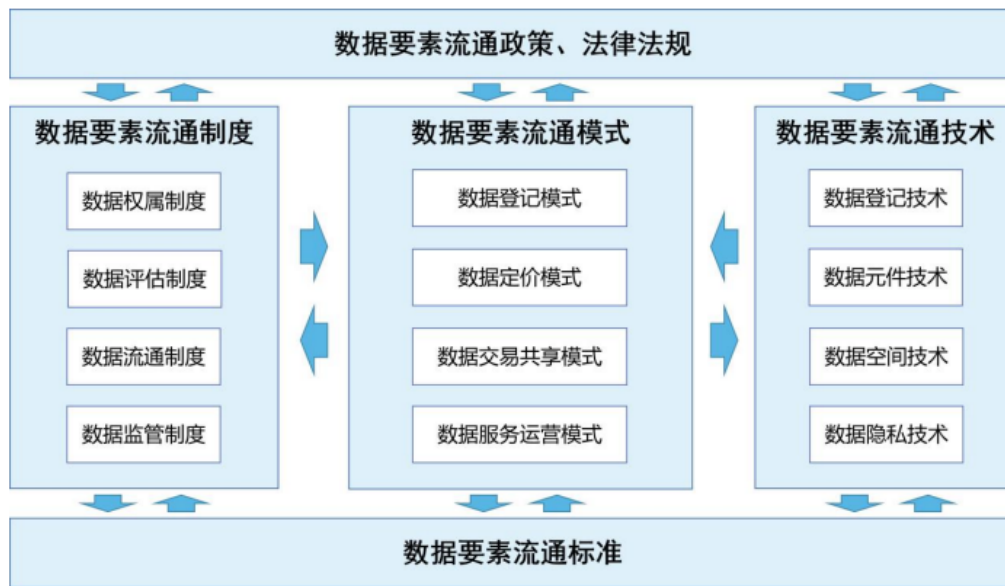 数据要素流通政策、法律法规
数据要素流通制度
数据权属制度
数据评估制度
数据流通制度
数据监管制度
数据要素流通模式
数据登记模式
数据定价模式
数据交易共享模式
数据服务运营模式
数据要素流通技术
数据登记技术
数据元件技术
数据空间技术
数据隐私技术
数据要素流通标准